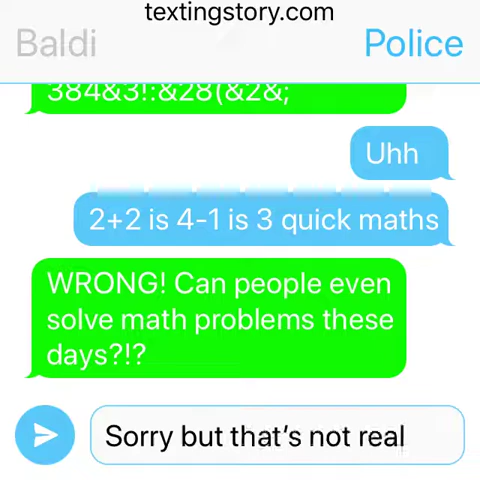 textingstory.com
Baldi
Police
384&3!:&28(&2&;
Uhh
2+2 is 4-1 is 3 quick maths
WRONG! Can people even
solve math problems these
days?!?
Sorry but that’s not real